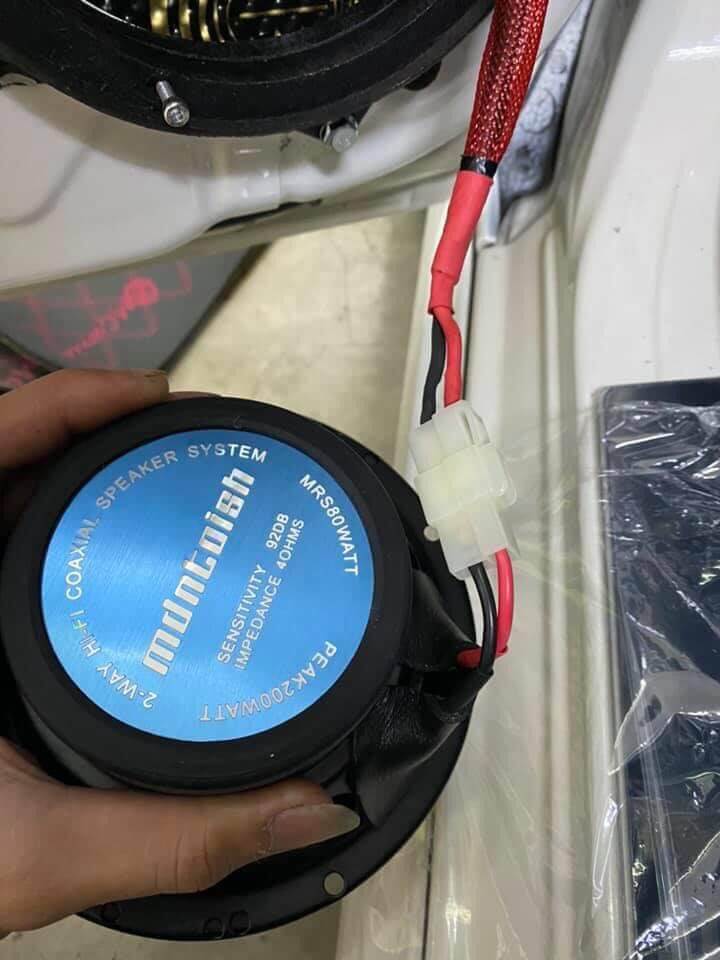 2-WAY HI-FI COAXIAL SPEAKER SYSTEM
mdntoish
SENSITIVITY 92DB
IMPEDANCE 4OHMS
MRS80WATT
PEAK200WATT